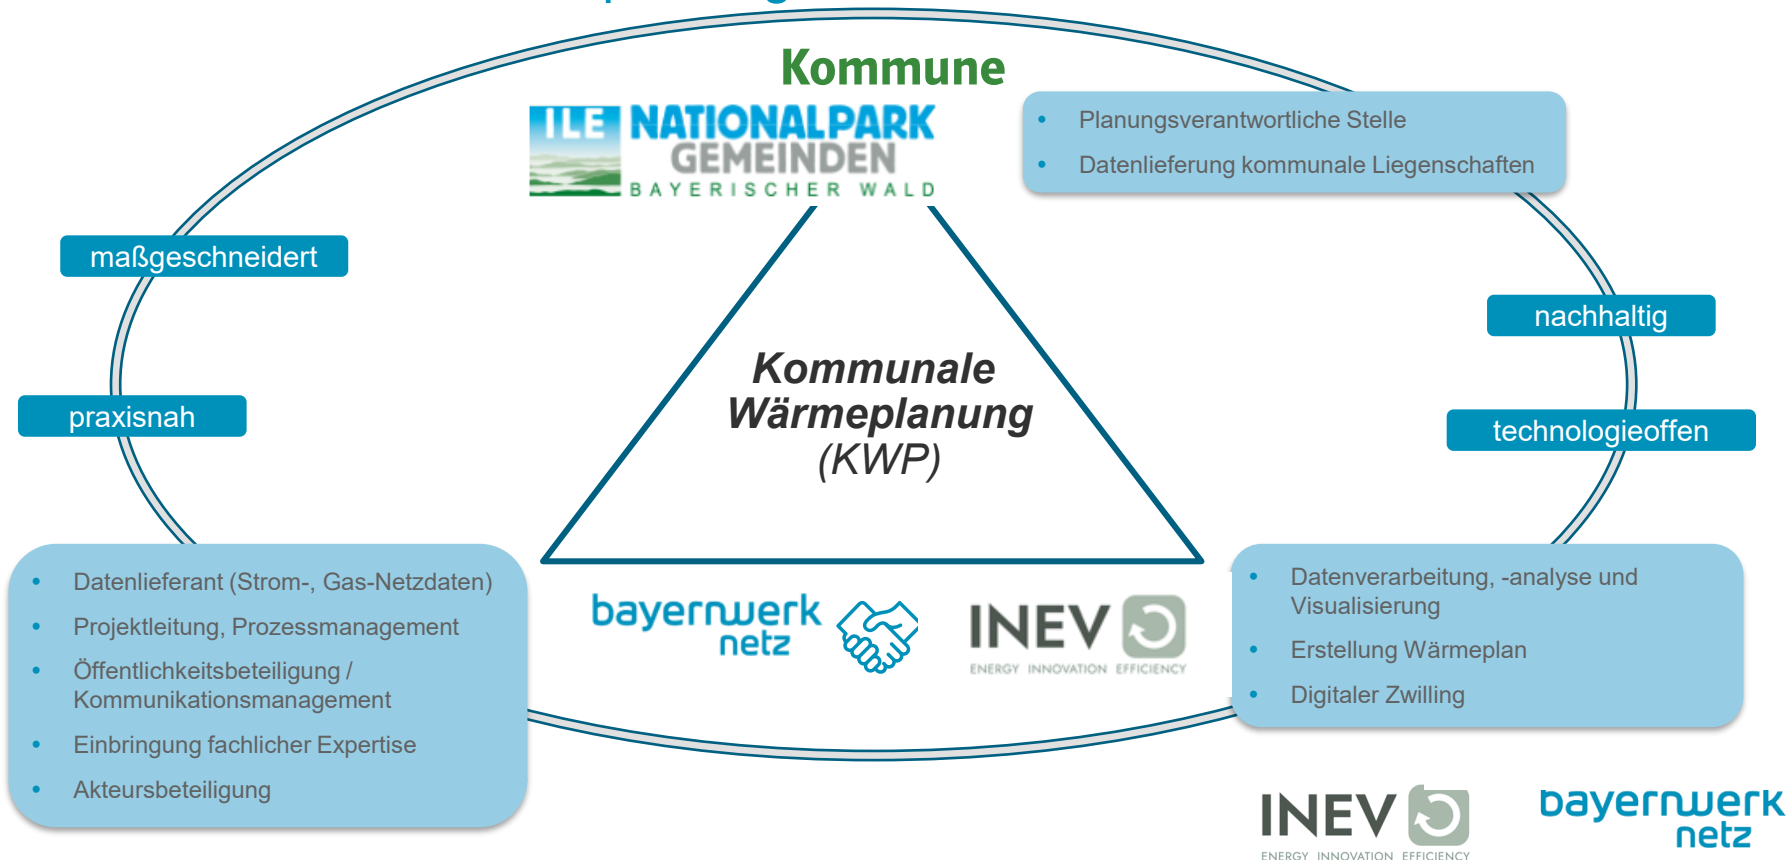 Kommune
ILE NATIONALPARK
GEMEINDEN
BAYERISCHER WALD
• Planungsverantwortliche Stelle
• Datenlieferung kommunale Liegenschaften
maßgeschneidert
nachhaltig
praxisnah
technologieoffen
Kommunale
Wärmeplanung
(KWP)
• Datenlieferant (Strom-, Gas-Netzdaten)
• Projektleitung, Prozessmanagement
• Öffentlichkeitsbeteiligung /
Kommunikationsmanagement
• Einbringung fachlicher Expertise
• Akteursbeteiligung
bayernwerk
netz
INEV
ENERGY INNOVATION EFFICIENCY
• Datenverarbeitung, -analyse und
Visualisierung
• Erstellung Wärmeplan
• Digitaler Zwilling
INEV
ENERGY INNOVATION EFFICIENCY
bayernwerk
netz